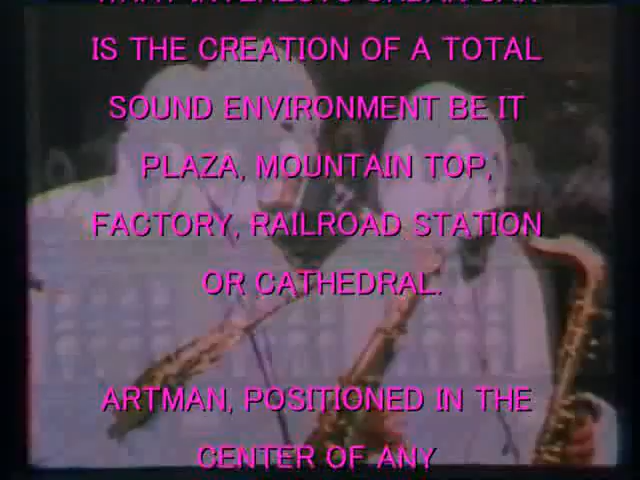 IS THE CREATION OF A TOTAL
SOUND ENVIRONMENT BE IT
PLAZA, MOUNTAIN TOP,
FACTORY, RAILROAD STATION
OR CATHEDRAL.
ARTMAN, POSITIONED IN THE
CENTER OF ANY